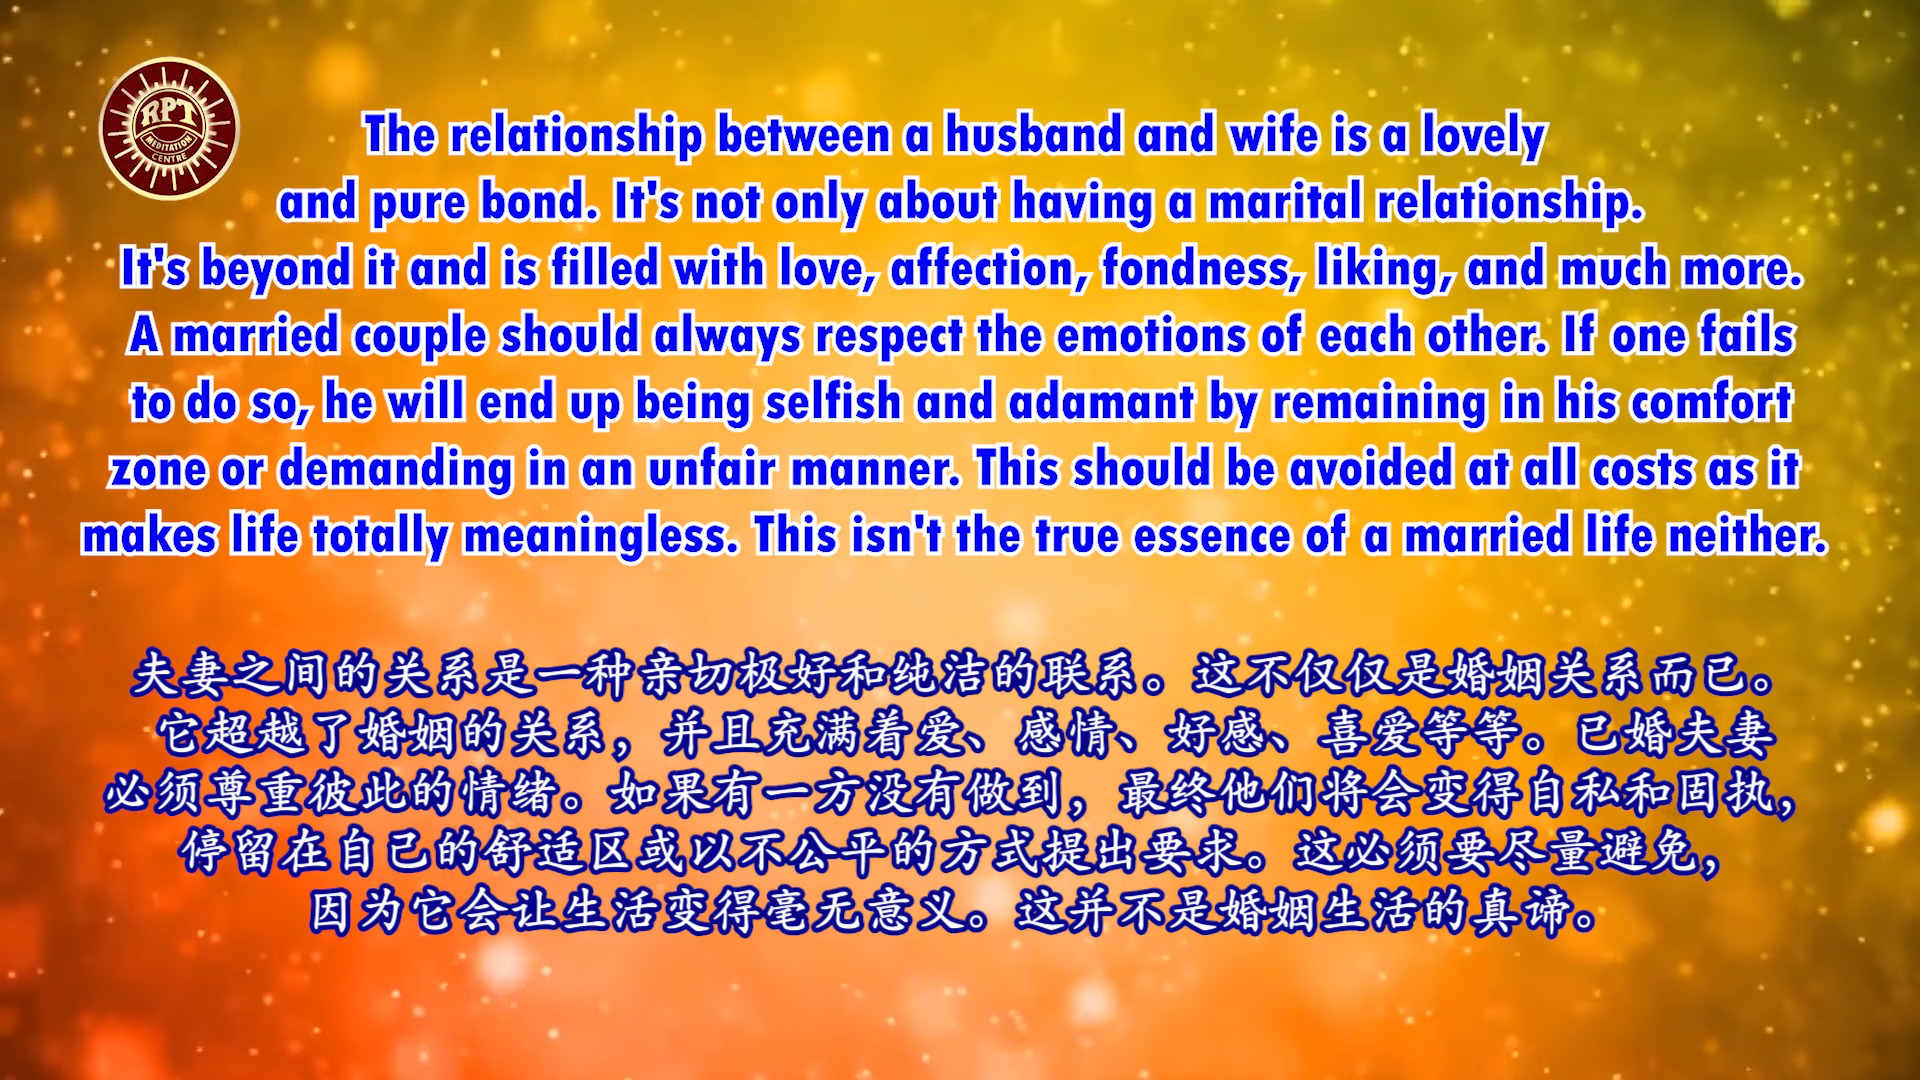 RPT
MEDITATION
CENTRE
The relationship between a husband and wife is a lovely
and pure bond. It's not only about having a marital relationship.
It's beyond it and is filled with love, affection, fondness, liking, and much more.
A married couple should always respect the emotions of each other. If one fails
to do so, he will end up being selfish and adamant by remaining in his comfort
zone or demanding in an unfair manner. This should be avoided at all costs as it
makes life totally meaningless. This isn't the true essence of a married life neither.
夫妻之间的关系是一种亲切极好和纯洁的联系。这不仅仅是婚姻关系而已。
它超越了婚姻的关系，并且充满着爱、感情、好感、喜爱等等。已婚夫妻
必须尊重彼此的情绪。如果有一方没有做到，最终他们将会变得自私和固执，
停留在自己的舒适区或以不公平的方式提出要求。这必须要尽量避免，
因为它会让生活变得毫无意义。这并不是婚姻生活的真谛。